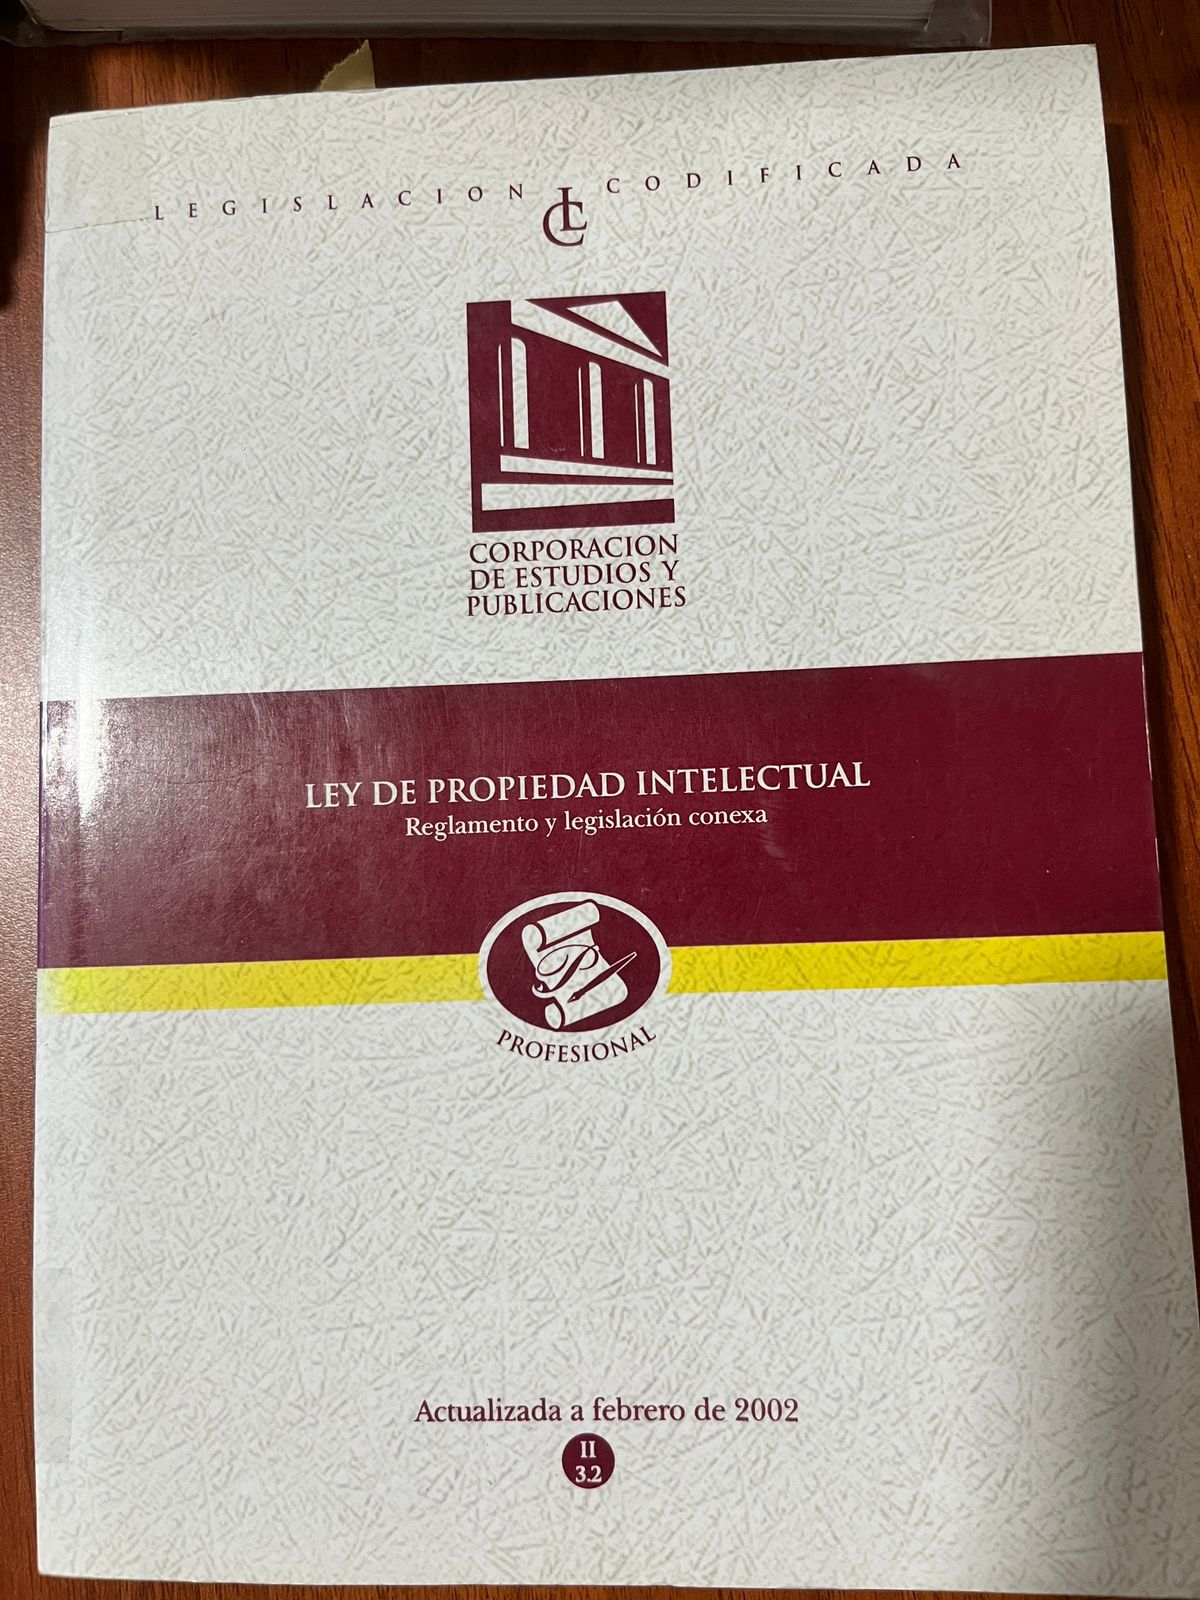 LEGISLACION LC CODIFICADA
CORPORACION
DE ESTUDIOS Y
PUBLICACIONES
LEY DE PROPIEDAD INTELECTUAL
Reglamento y legislación conexa
P
PROFESIONAL
Actualizada a febrero de 2002
II
3.2